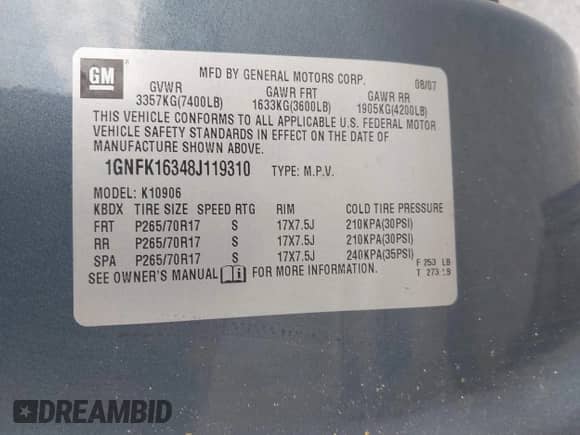 GM
MFD BY GENERAL MOTORS CORP. 08/07
GVWR GAWR FRT GAWR RR
3357KG(7400LB) 1633KG(3600LB) 1905KG(4200LB)
THIS VEHICLE CONFORMS TO ALL APPLICABLE U.S. FEDERAL MOTOR
VEHICLE SAFETY STANDARDS IN EFFECT ON THE DATE OF
MANUFACTURE SHOWN ABOVE.
1GNFK16348J119310 TYPE: M.P.V.
MODEL: K10906
KBDX TIRE SIZE SPEED RTG RIM COLD TIRE PRESSURE
FRT P265/70R17 S 17X7.5J 210KPA(30PSI)
RR P265/70R17 S 17X7.5J 210KPA(30PSI)
SPA P265/70R17 S 17X7.5J 240KPA(35PSI)
F 253 LB
SEE OWNER'S MANUAL FOR MORE INFORMATION. T 273 LB
DREAMBID